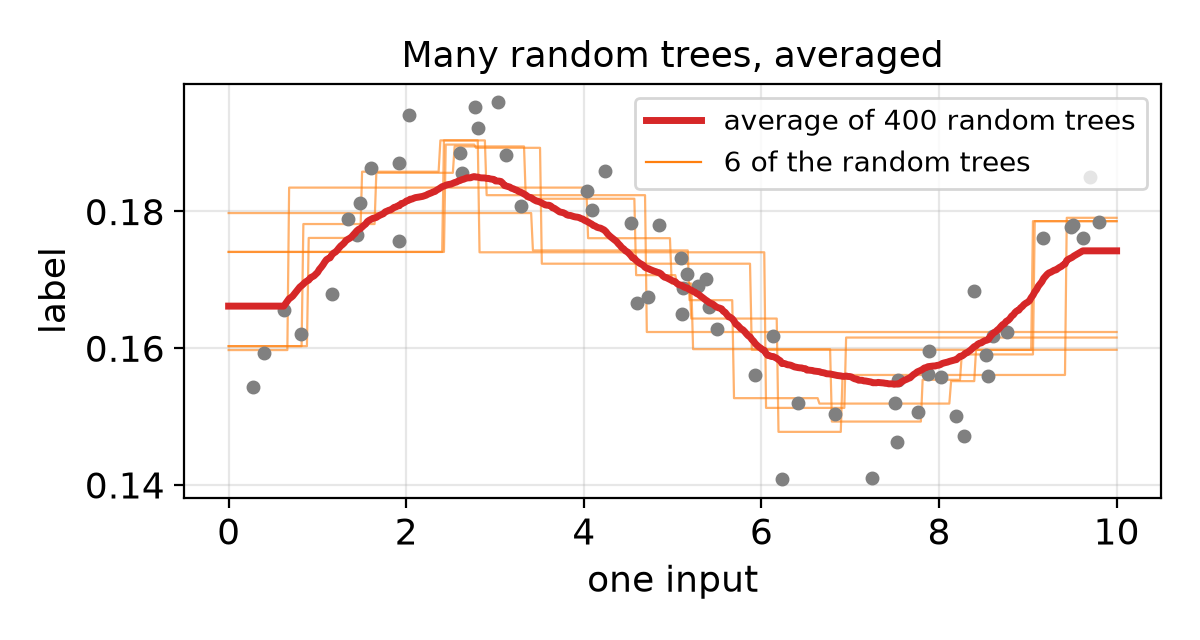 Many random trees, averaged
average of 400 random trees
6 of the random trees
0.18
0.16
0.14
label
0 2 4 6 8 10
one input